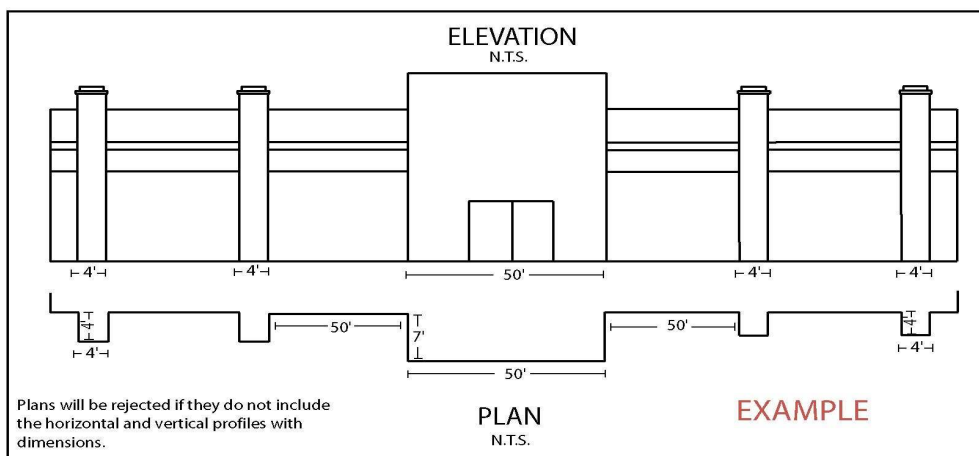 ELEVATION
N.T.S.
4'
4'
50'
4'
4'
4'
50'
7'
50'
4'
4'
50'
4'
Plans will be rejected if they do not include
the horizontal and vertical profiles with
dimensions.
PLAN
N.T.S.
EXAMPLE